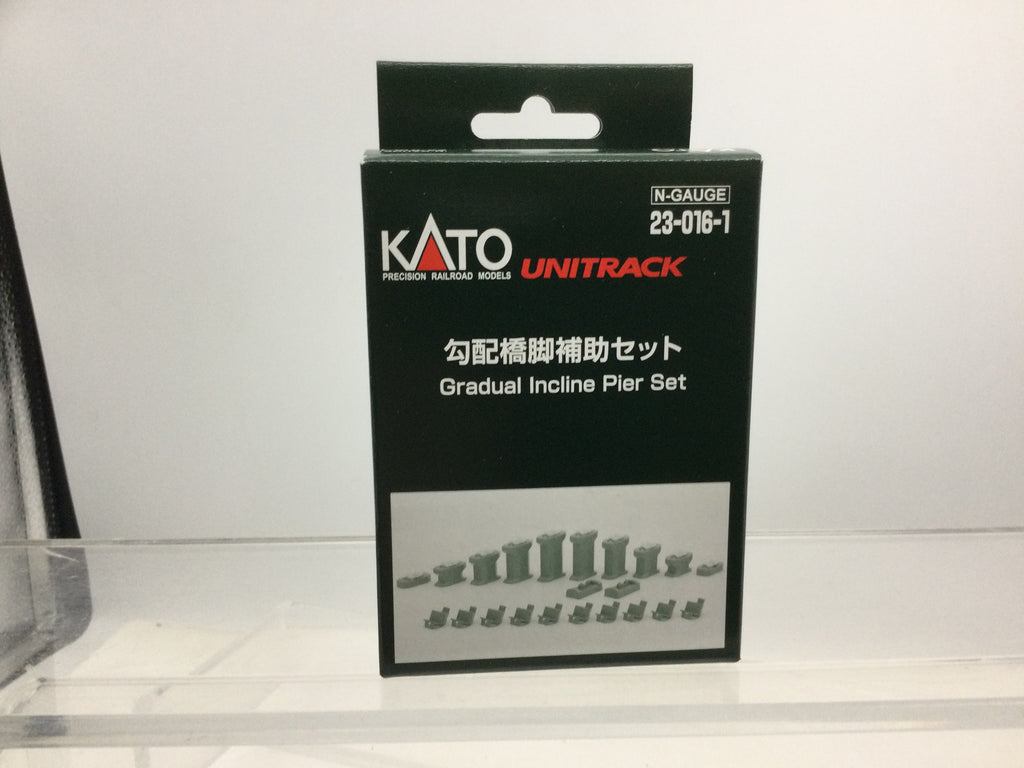 N-GAUGE
23-016-1
KATO
PRECISION RAILROAD MODELS
UNITRACK
勾配橋脚補助セット
Gradual Incline Pier Set